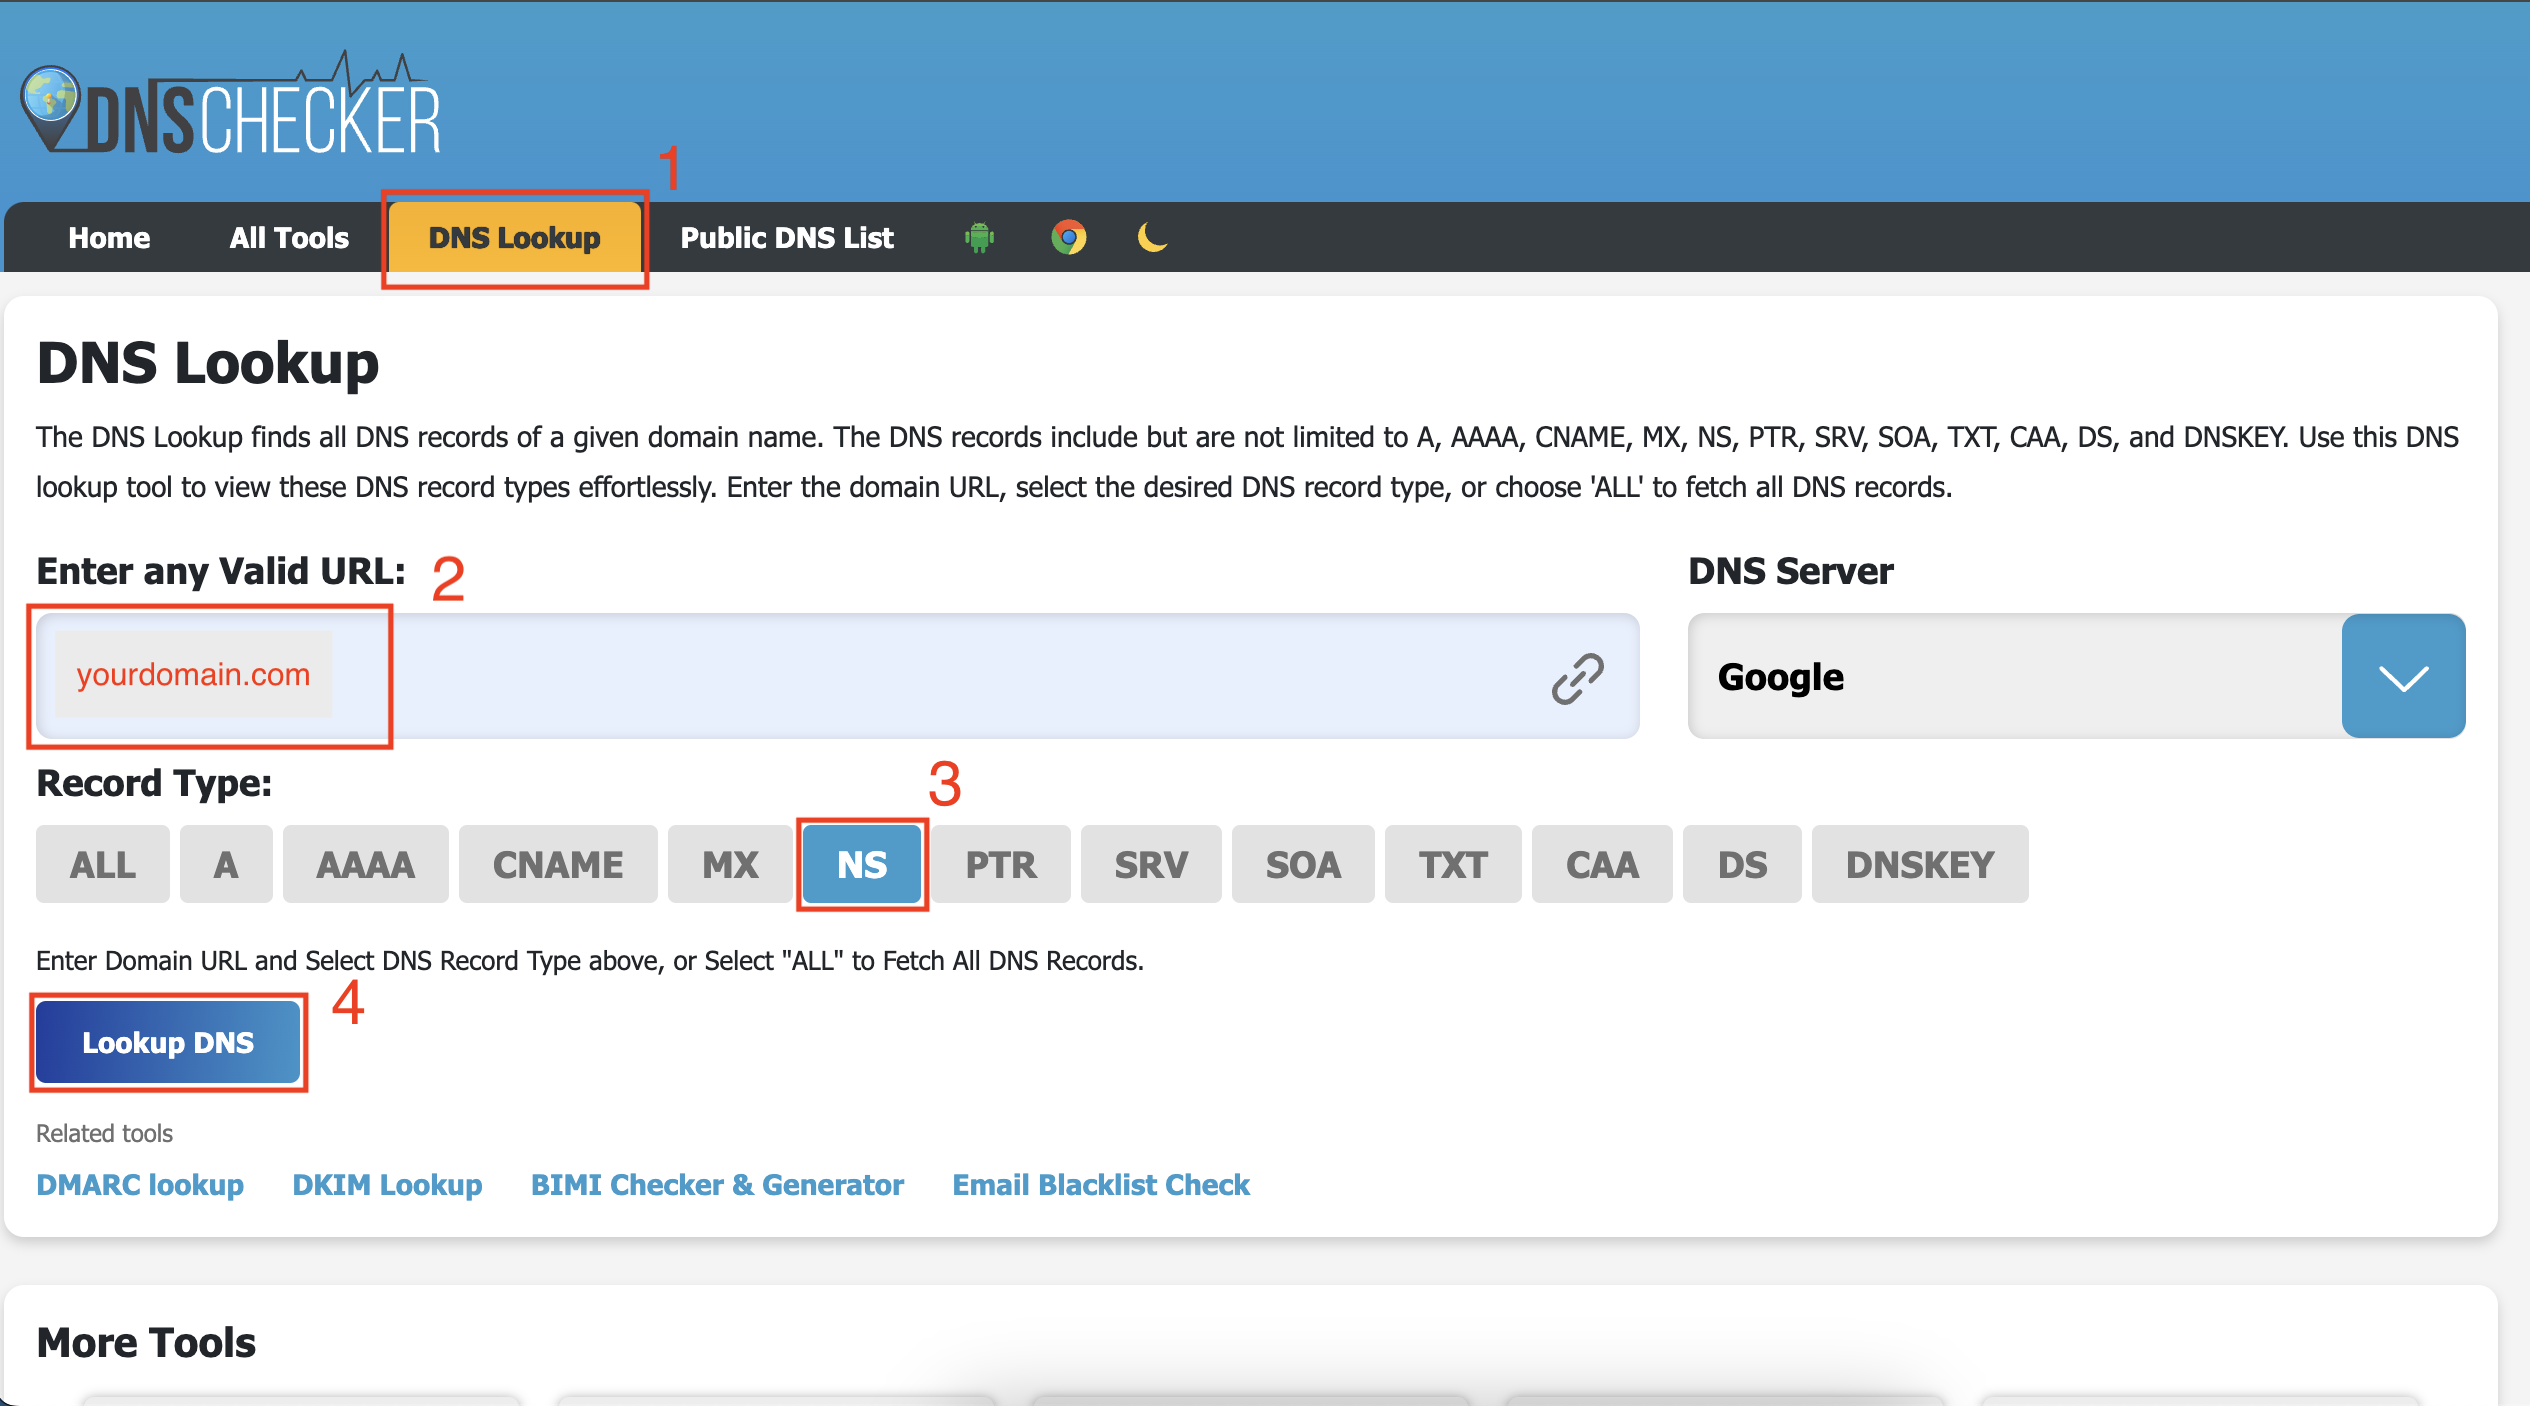 DNSCHECKER
1
Home All Tools DNS Lookup Public DNS List
DNS Lookup
The DNS Lookup finds all DNS records of a given domain name. The DNS records include but are not limited to A, AAAA, CNAME, MX, NS, PTR, SRV, SOA, TXT, CAA, DS, and DNSKEY. Use this DNS
lookup tool to view these DNS record types effortlessly. Enter the domain URL, select the desired DNS record type, or choose 'ALL' to fetch all DNS records.
Enter any Valid URL: 2 DNS Server
yourdomain.com Google
Record Type: 3
ALL A AAAA CNAME MX NS PTR SRV SOA TXT CAA DS DNSKEY
Enter Domain URL and Select DNS Record Type above, or Select "ALL" to Fetch All DNS Records.
4
Lookup DNS
Related tools
DMARC lookup DKIM Lookup BIMI Checker & Generator Email Blacklist Check
More Tools